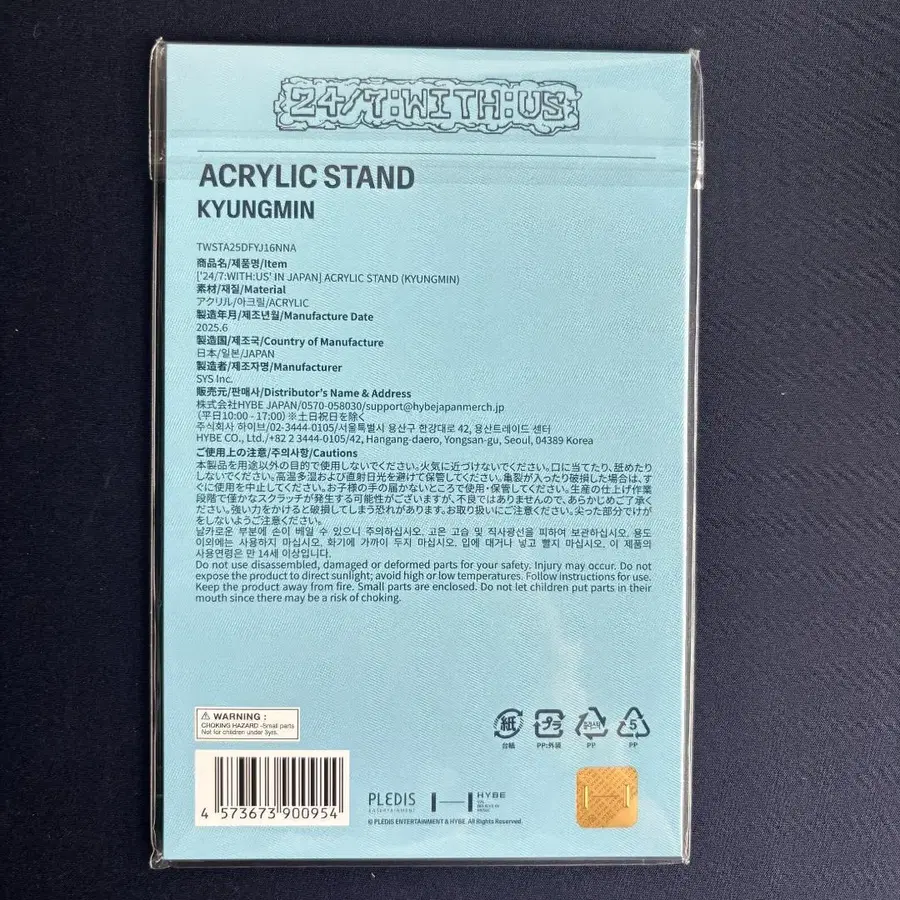 24/7:WITH:US
ACRYLIC STAND
KYUNGMIN
TWSTA25DFYJ16NNA
商品名/제품명/Item
['24/7:WITH:US' IN JAPAN] ACRYLIC STAND (KYUNGMIN)
素材/재질/Material
アクリル/아크릴/ACRYLIC
製造年月/제조년월/Manufacture Date
2025.6
製造国/제조국/Country of Manufacture
日本/일본/JAPAN
製造者/제조자명/Manufacturer
SYS Inc.
販売元/판매사/Distributor's Name & Address
株式会社HYBE JAPAN/0570-058030/support@hybejapanmerch.jp
(平日10:00 - 17:00)※土日祝日を除く
주식회사 하이브/02-3444-0105/서울특별시 용산구 한강대로 42, 용산트레이드 센터
HYBE CO., Ltd./+82 2 3444-0105/42, Hangang-daero, Yongsan-gu, Seoul, 04389 Korea
ご使用上の注意/주의사항/Cautions
本製品を用途以外の目的で使用しないでください。火気に近づけないでください。口に当てたり、舐めたり
しないでください。高温多湿および直射日光を避けて保管してください。亀裂が入ったり破損した場合は、す
ぐに使用を中止してください。お子様の手の届かないところで使用・保管してください。生産の仕上げ作業
段階で僅かなスクラッチが発生する可能性がございますが、不良ではありませんので、あらかじめご了承く
ださい。強い力をかけると破損してしまう恐れがあります。お取り扱いにご注意ください。尖った部分でけが
をしないようご注意ください。
날카로운 부분에 손이 베일 수 있으니 주의하십시오. 고온 고습 및 직사광선을 피하여 보관하십시오. 용도
이외에는 사용하지 마십시오. 화기에 가까이 두지 마십시오. 입에 대거나 넣고 빨지 마십시오. 이 제품의
사용연령은 만 14세 이상입니다.
Do not use disassembled, damaged or deformed parts for your safety. Injury may occur. Do not
expose the product to direct sunlight; avoid high or low temperatures. Follow instructions for use.
Keep the product away from fire. Small parts are enclosed. Do not let children put parts in their
mouth since there may be a risk of choking.
WARNING :
CHOKING HAZARD -Small parts
Not for children under 3yrs.
紙 プラ 플라스틱 5
台紙 PP:外装 PP PP
4 573673 900954
PLEDIS
ENTERTAINMENT
HYBE
© PLEDIS ENTERTAINMENT & HYBE. All Rights Reserved.